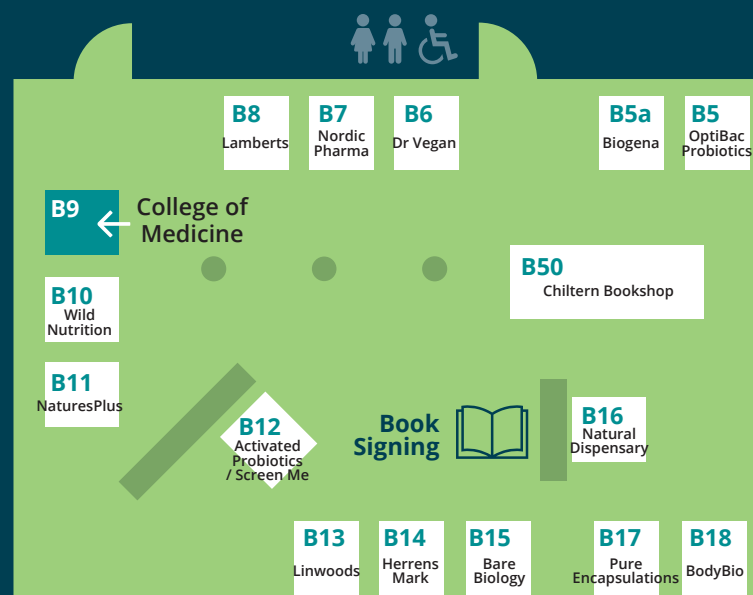 B8
Lamberts
B7
Nordic
Pharma
B6
Dr Vegan
B5a
Biogena
B5
OptiBac
Probiotics
B9
College of
Medicine
B50
Chiltern Bookshop
B10
Wild
Nutrition
B11
NaturesPlus
B12
Activated
Probiotics
/ Screen Me
Book
Signing
B16
Natural
Dispensary
B13
Linwoods
B14
Herrens
Mark
B15
Bare
Biology
B17
Pure
Encapsulations
B18
BodyBio